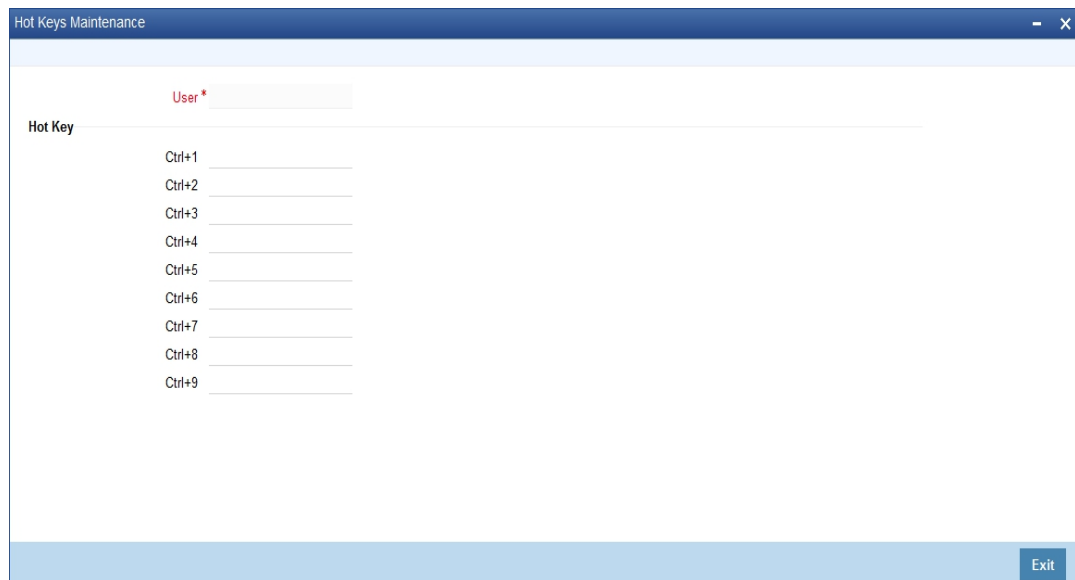 Hot Keys Maintenance
User *
Hot Key
Ctrl+1
Ctrl+2
Ctrl+3
Ctrl+4
Ctrl+5
Ctrl+6
Ctrl+7
Ctrl+8
Ctrl+9
Exit